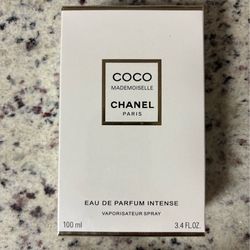 COCO
MADEMOISELLE
CHANEL
PARIS
EAU DE PARFUM INTENSE
VAPORISATEUR SPRAY
100 ml 3.4 FL.OZ.